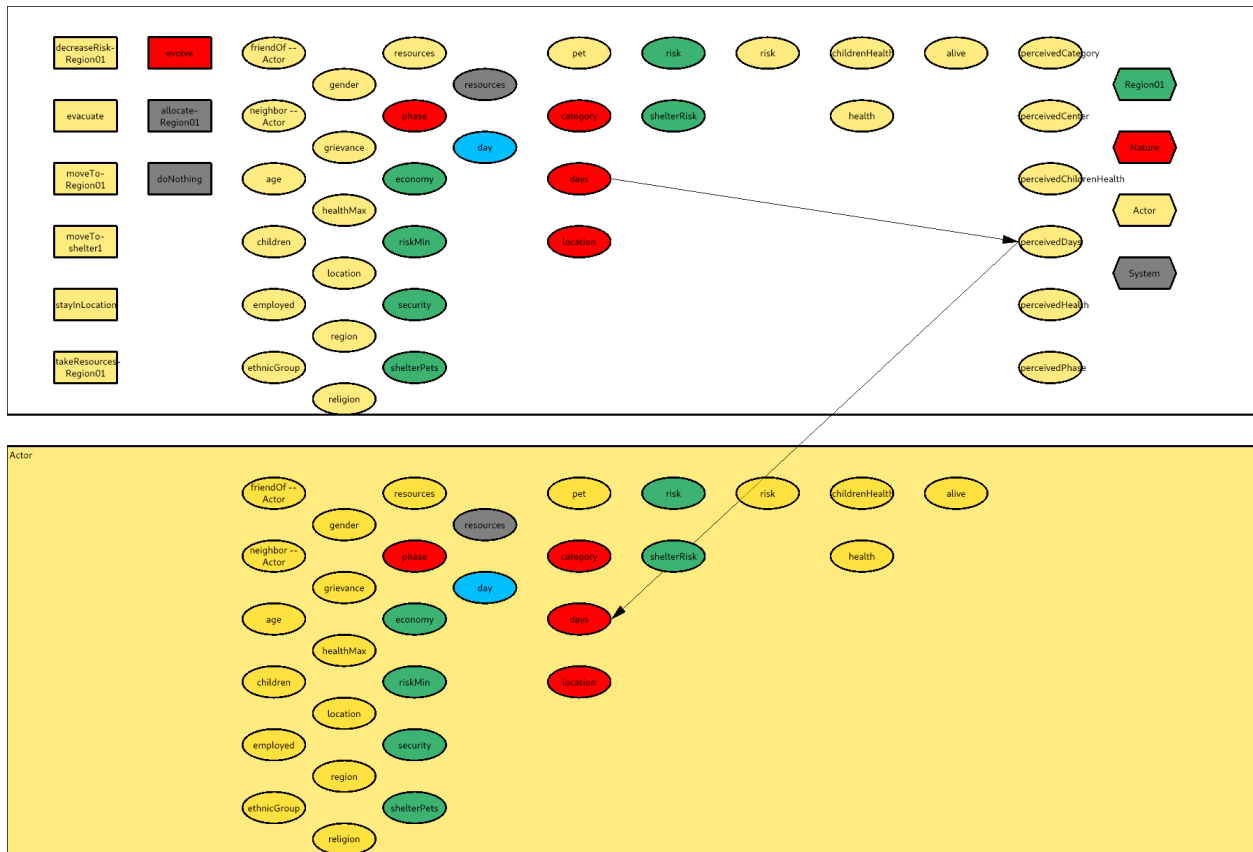 decreaseRisk-
Region01
evolve
friendOf --
Actor
resources
pet
risk
risk
childrenHealth
alive
perceivedCategory
gender
resources
Region01
evacuate
allocate-
Region01
neighbor --
Actor
phase
category
shelterRisk
health
perceivedCenter
grievance
day
Nature
moveTo-
Region01
doNothing
age
economy
days
perceivedChildrenHealth
healthMax
Actor
moveTo-
shelter1
children
riskMin
location
perceivedDays
location
System
stayInLocation
employed
security
perceivedHealth
region
takeResources-
Region01
ethnicGroup
shelterPets
perceivedPhase
religion
Actor
friendOf --
Actor
resources
pet
risk
risk
childrenHealth
alive
gender
resources
neighbor --
Actor
phase
category
shelterRisk
health
grievance
day
age
economy
days
healthMax
children
riskMin
location
location
employed
security
region
ethnicGroup
shelterPets
religion